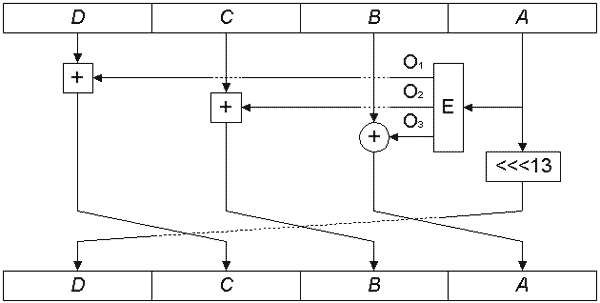 D C B A
O₁
+
O₂
+ E
O₃
+
<<<13
D C B A